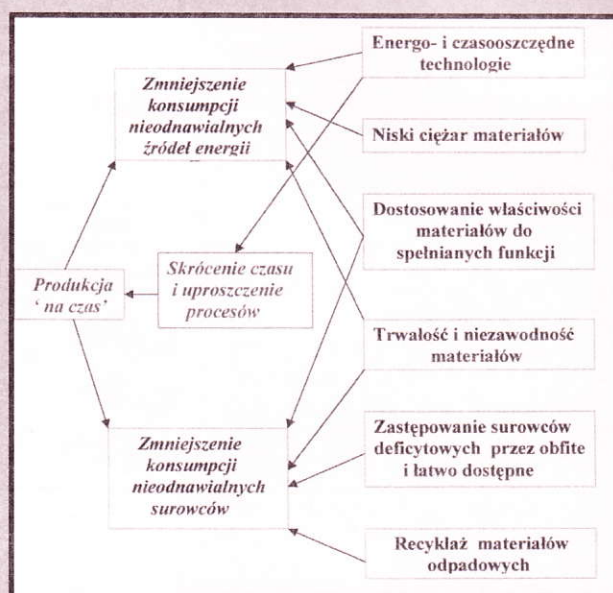 Energo- i czasooszczędne
technologie
Zmniejszenie
konsumpcji
nieodnawialnych
źródeł energii
Niski ciężar materiałów
Dostosowanie właściwości
materiałów do
spełnianych funkcji
Skrócenie czasu
i uproszczenie
procesów
Produkcja
‘ na czas’
Trwałość i niezawodność
materiałów
Zmniejszenie
konsumpcji
nieodnawialnych
surowców
Zastępowanie surowców
deficytowych przez obfite
i łatwo dostępne
Recyklaż materiałów
odpadowych